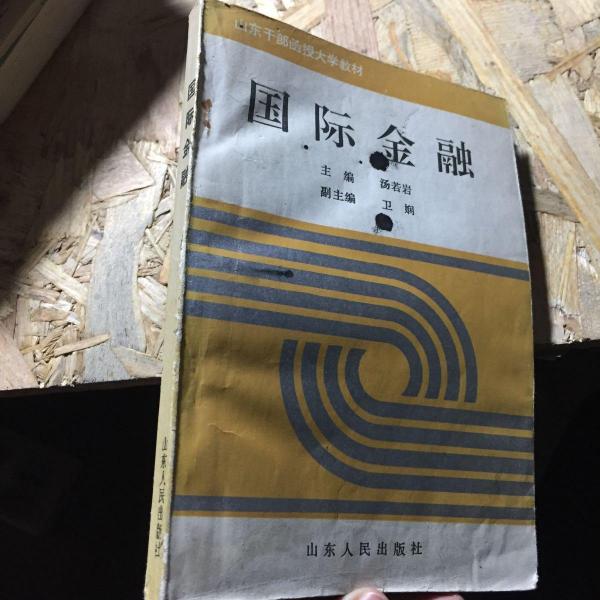 山东干部函授大学教材
国际金融
主编 汤若岩
副主编 卫娴
山东人民出版社
国际金融
山东人民出版社